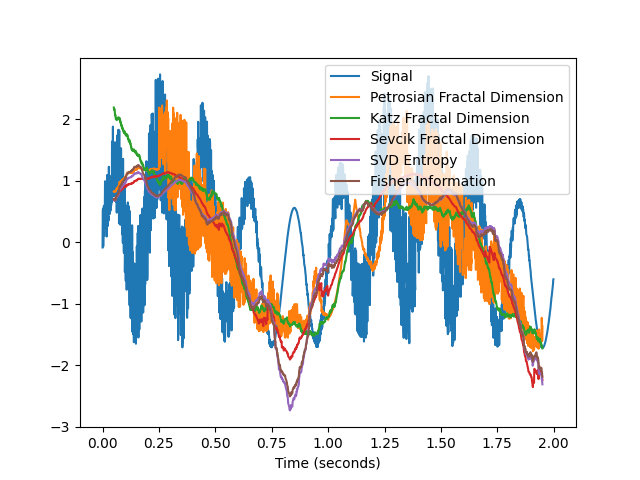 Signal
Petrosian Fractal Dimension
Katz Fractal Dimension
Sevcik Fractal Dimension
SVD Entropy
Fisher Information
2
1
0
−1
−2
−3
0.00 0.25 0.50 0.75 1.00 1.25 1.50 1.75 2.00
Time (seconds)